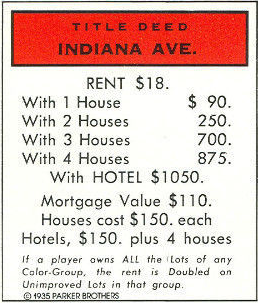 TITLE DEED
INDIANA AVE.
RENT $18.
With 1 House $ 90.
With 2 Houses 250.
With 3 Houses 700.
With 4 Houses 875.
With HOTEL $1050.
Mortgage Value $110.
Houses cost $150. each
Hotels, $150. plus 4 houses
If a player owns ALL the Lots of any
Color-Group, the rent is Doubled on
Unimproved Lots in that group.
©1935 PARKER BROTHERS